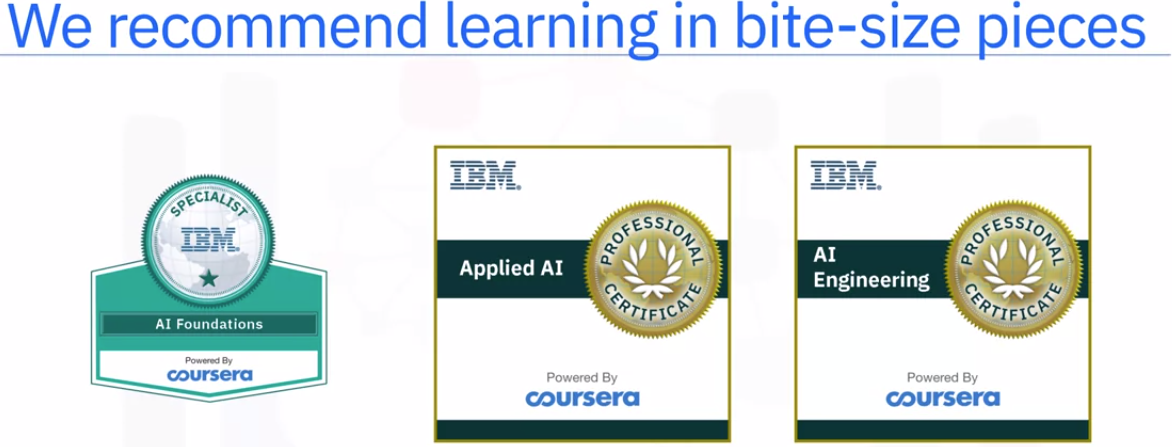 We recommend learning in bite-size pieces
SPECIALIST
IBM®
AI Foundations
Powered By
coursera
IBM®
Applied AI
PROFESSIONAL
CERTIFICATE
Powered By
coursera
IBM®
AI
Engineering
PROFESSIONAL
CERTIFICATE
Powered By
coursera